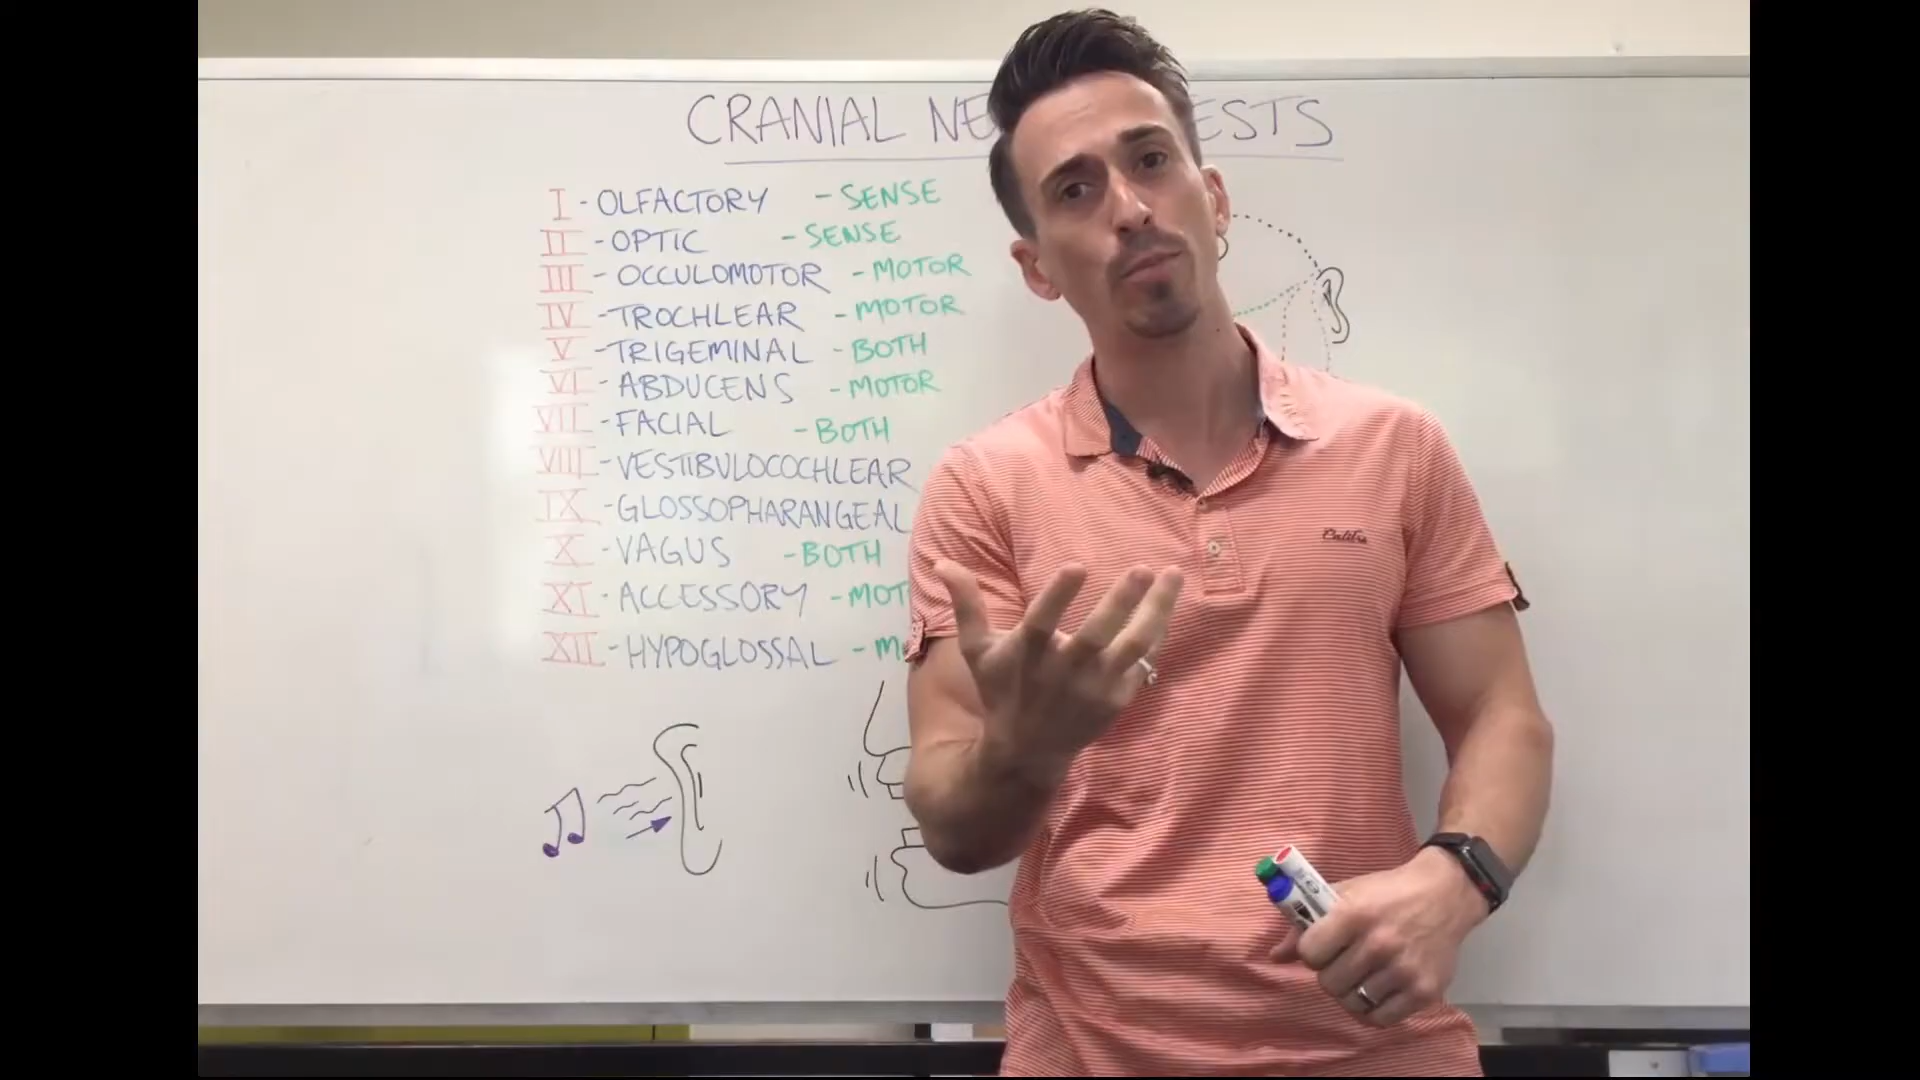 CRANIAL NE ESTS
I - OLFACTORY - SENSE
II - OPTIC - SENSE
III - OCCULOMOTOR - MOTOR
IV - TROCHLEAR - MOTOR
V - TRIGEMINAL - BOTH
VI - ABDUCENS - MOTOR
VII - FACIAL - BOTH
VIII - VESTIBULOCOCHLEAR
IX - GLOSSOPHARANGEAL
X - VAGUS - BOTH
XI - ACCESSORY - MOT
XII - HYPOGLOSSAL - M